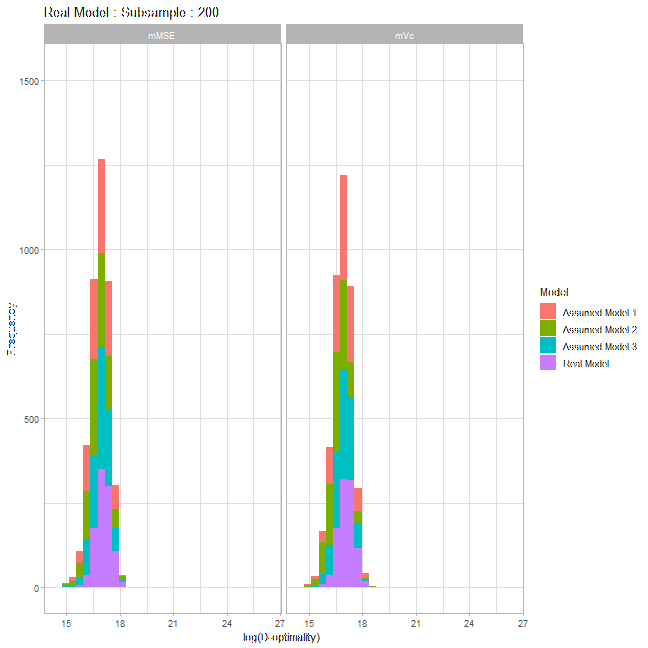 Real Model : Subsample : 200
mMSE
mVc
1500
1000
500
0
Frequency
15
18
21
24
27
15
18
21
24
27
log(D-optimality)
Model
Assumed Model 1
Assumed Model 2
Assumed Model 3
Real Model